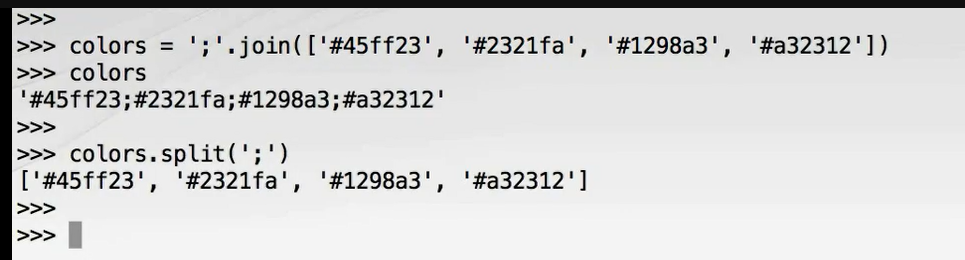 >>>
>>> colors = ';'.join(['#45ff23', '#2321fa', '#1298a3', '#a32312'])
>>> colors
'#45ff23;#2321fa;#1298a3;#a32312'
>>>
>>> colors.split(';')
['#45ff23', '#2321fa', '#1298a3', '#a32312']
>>>
>>>